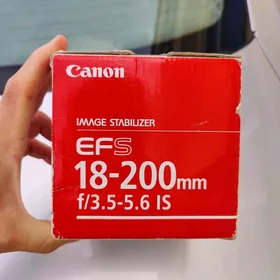 Canon
IMAGE STABILIZER
EFS
18-200mm
f/3.5-5.6 IS